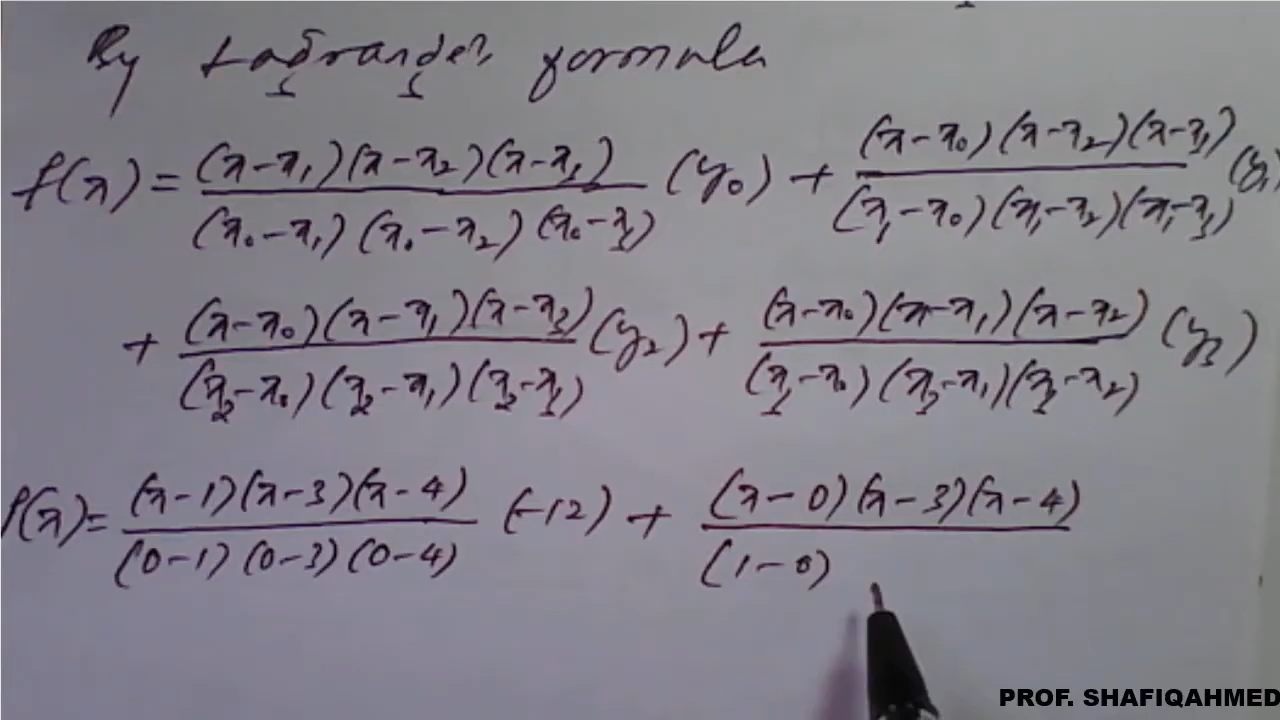 By Lagranges formula
f(x) = (x-x₁)(x-x₂)(x-x₃) / (x₀-x₁)(x₀-x₂)(x₀-x₃) (y₀) + (x-x₀)(x-x₂)(x-x₃) / (x₁-x₀)(x₁-x₂)(x₁-x₃) (y₁
+ (x-x₀)(x-x₁)(x-x₃) / (x₂-x₀)(x₂-x₁)(x₂-x₃) (y₂) + (x-x₀)(x-x₁)(x-x₂) / (x₃-x₀)(x₃-x₁)(x₃-x₂) (y₃)
f(x) = (x-1)(x-3)(x-4) / (0-1)(0-3)(0-4) (-12) + (x-0)(x-3)(x-4) / (1-0)
PROF. SHAFIQAHMED